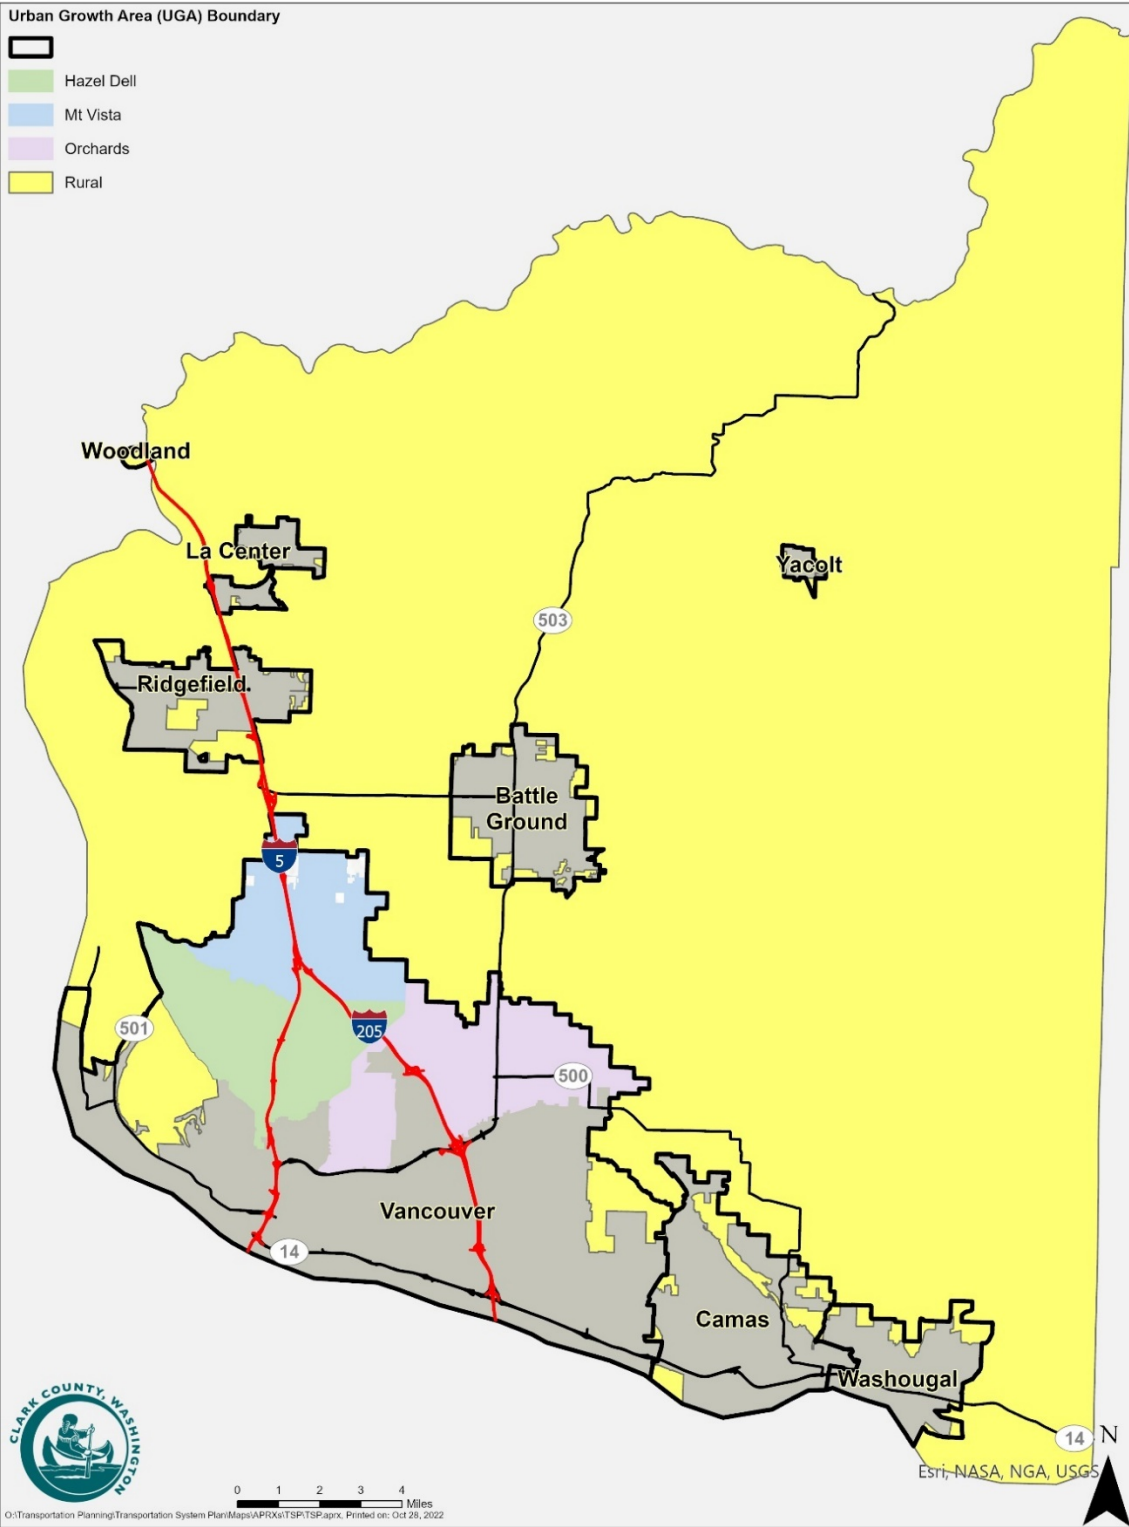 Urban Growth Area (UGA) Boundary
Hazel Dell
Mt Vista
Orchards
Rural
Woodland
La Center
Yacolt
503
Ridgefield
Battle
Ground
5
501
205
500
Vancouver
14
Camas
Washougal
14
N
CLARK COUNTY, WASHINGTON
Esri, NASA, NGA, USGS
0 1 2 3 4
Miles
O:\Transportation Planning\Transportation System Plan\Maps\APRXs\TSP\TSP.aprx, Printed on: Oct 28, 2022